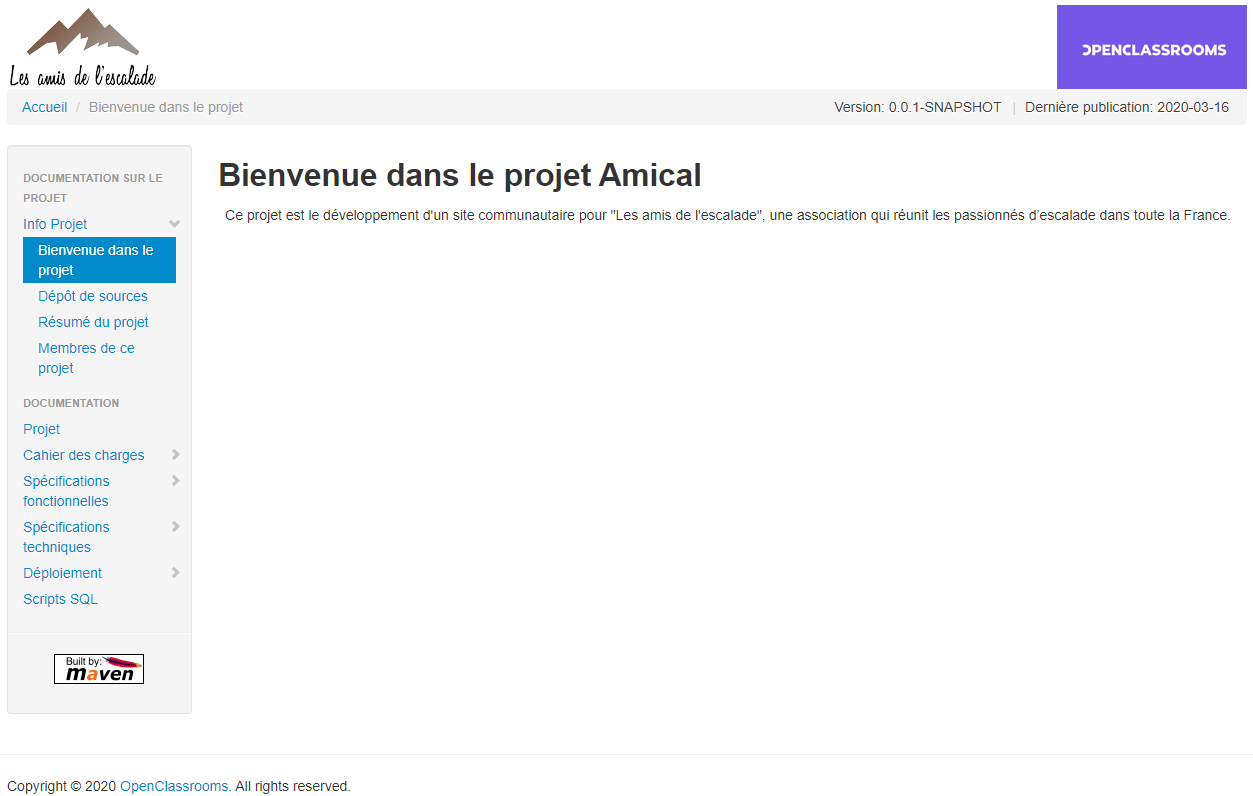 Les amis de l'escalade
OPENCLASSROOMS
Accueil / Bienvenue dans le projet
Version: 0.0.1-SNAPSHOT | Dernière publication: 2020-03-16
DOCUMENTATION SUR LE
PROJET
Info Projet
Bienvenue dans le
projet
Dépôt de sources
Résumé du projet
Membres de ce
projet
DOCUMENTATION
Projet
Cahier des charges
Spécifications
fonctionnelles
Spécifications
techniques
Déploiement
Scripts SQL
Built by:
maven
Bienvenue dans le projet Amical
Ce projet est le développement d'un site communautaire pour "Les amis de l'escalade", une association qui réunit les passionnés d’escalade dans toute la France.
Copyright © 2020 OpenClassrooms. All rights reserved.